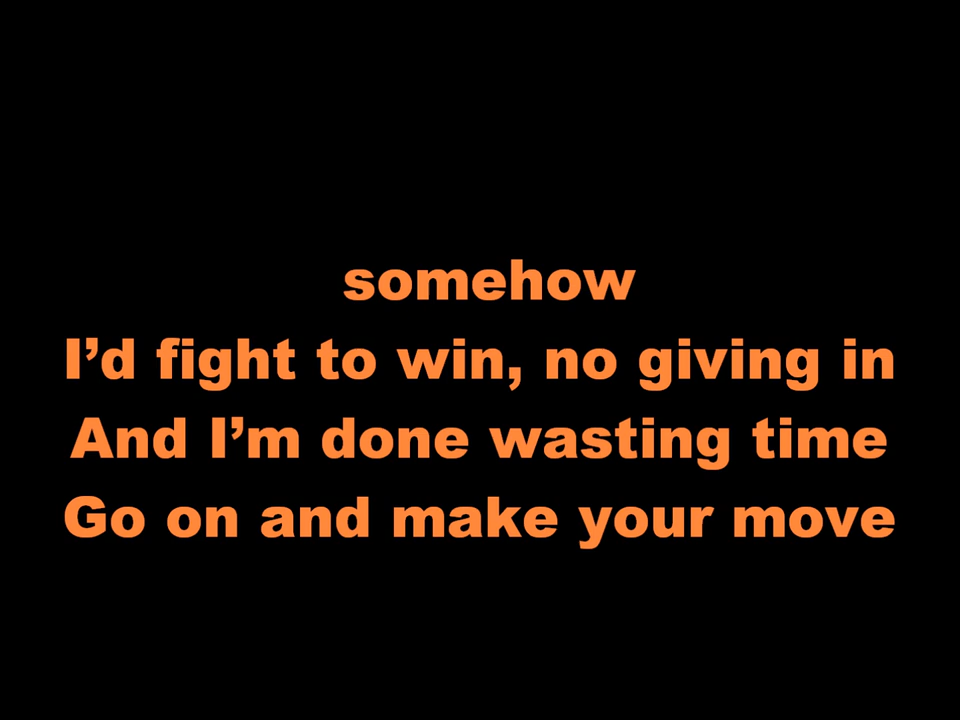 somehow
I’d fight to win, no giving in
And I’m done wasting time
Go on and make your move